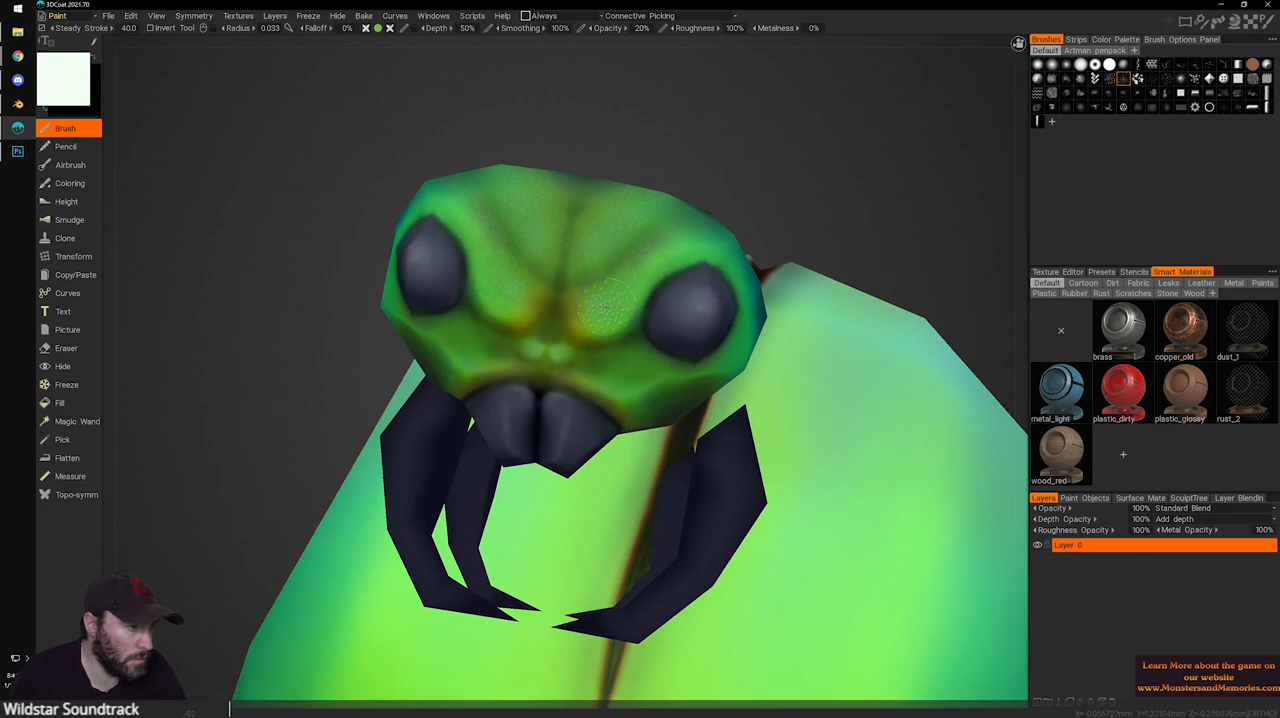 3DCoat 2021.70
Paint File Edit View Symmetry Textures Layers Freeze Hide Bake Curves Windows Scripts Help Always Connective Picking
Steady Stroke 40.0 Invert Tool Radius 0.033 Falloff 0% Depth 50% Smoothing 100% Opacity 20% Roughness 100% Metalness 0%
Brush
Pencil
Airbrush
Coloring
Height
Smudge
Clone
Transform
Copy/Paste
Curves
Text
Picture
Eraser
Hide
Freeze
Fill
Magic Wand
Pick
Flatten
Measure
Topo-symm
Brushes Strips Color Palette Brush Options Panel
Default Artman penpack
Texture Editor Presets Stencils Smart Materials
Default Cartoon Dirt Fabric Leaks Leather Metal Paints
Plastic Rubber Rust Scratches Stone Wood
brass copper_old dust_1
metal_light plastic_dirty plastic_glossy rust_2
wood_red
Layers Paint Objects Surface Mate SculptTree Layer Blendin
Opacity 100% Standard Blend
Depth Opacity 100% Add depth
Roughness Opacity 100% Metal Opacity 100%
Layer 0
Learn More about the game on
our website
www.MonstersandMemories.com
Wildstar Soundtrack